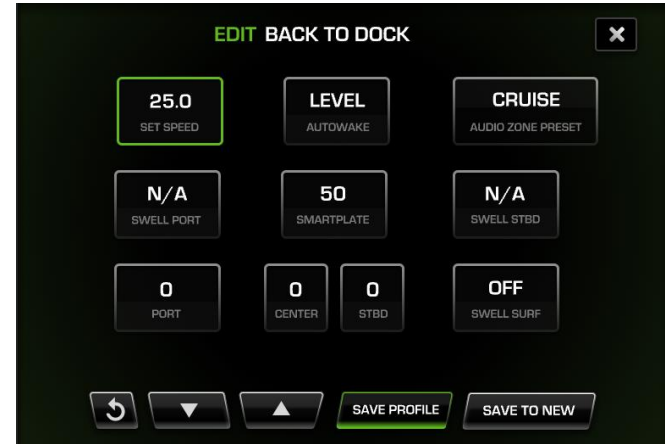 EDIT BACK TO DOCK
25.0
SET SPEED
LEVEL
AUTOWAKE
CRUISE
AUDIO ZONE PRESET
N/A
SWELL PORT
50
SMARTPLATE
N/A
SWELL STBD
0
PORT
0
CENTER
0
STBD
OFF
SWELL SURF
SAVE PROFILE
SAVE TO NEW